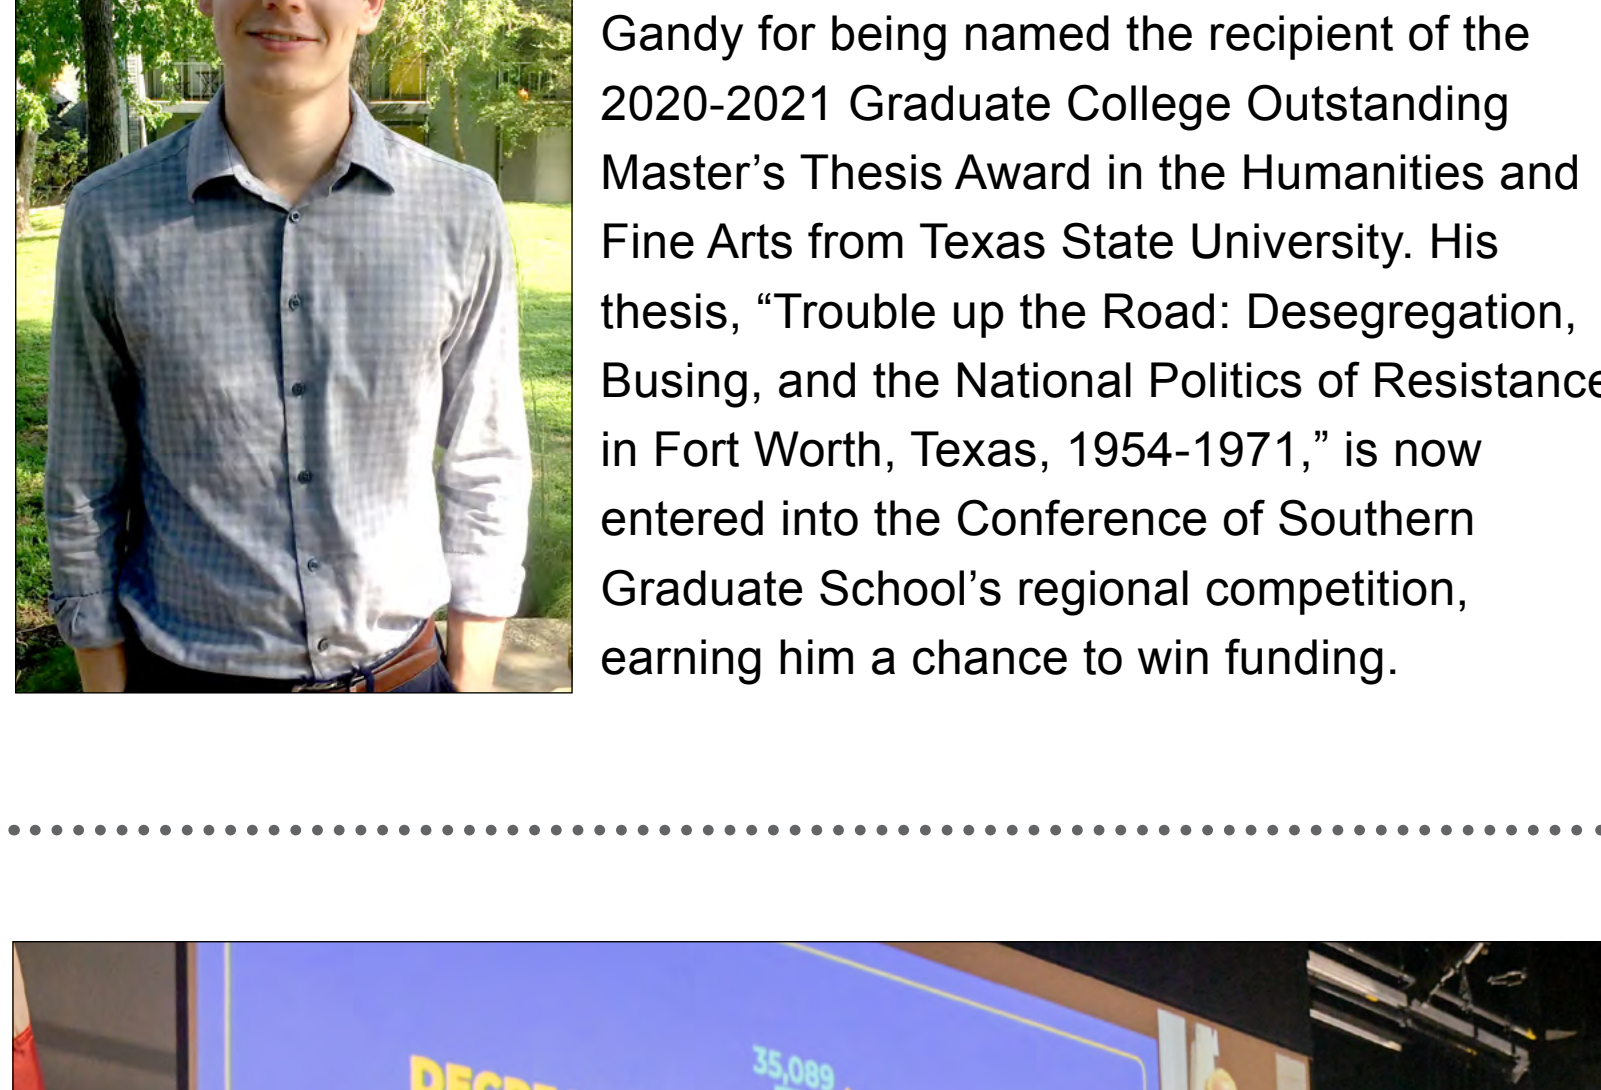 Gandy for being named the recipient of the
2020-2021 Graduate College Outstanding
Master’s Thesis Award in the Humanities and
Fine Arts from Texas State University. His
thesis, “Trouble up the Road: Desegregation,
Busing, and the National Politics of Resistance
in Fort Worth, Texas, 1954-1971,” is now
entered into the Conference of Southern
Graduate School’s regional competition,
earning him a chance to win funding.
35,089